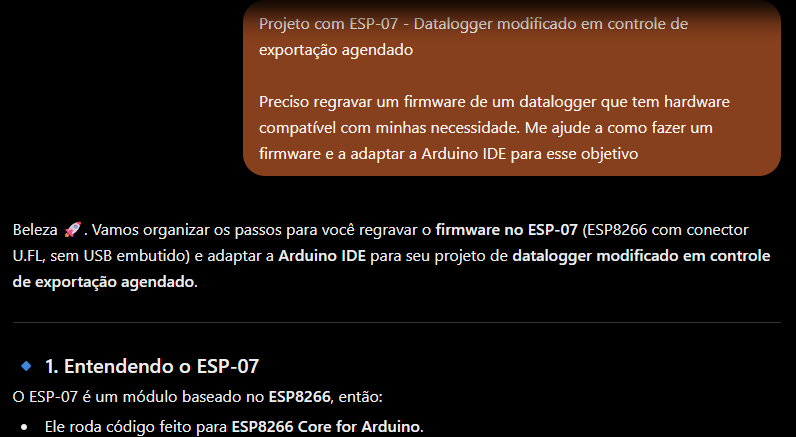 Projeto com ESP-07 - Datalogger modificado em controle de
exportação agendado
Preciso regravar um firmware de um datalogger que tem hardware
compatível com minhas necessidade. Me ajude a como fazer um
firmware e a adaptar a Arduino IDE para esse objetivo
Beleza 🚀. Vamos organizar os passos para você regravar o firmware no ESP-07 (ESP8266 com conector
U.FL, sem USB embutido) e adaptar a Arduino IDE para seu projeto de datalogger modificado em controle
de exportação agendado.
🔹 1. Entendendo o ESP-07
O ESP-07 é um módulo baseado no ESP8266, então:
• Ele roda código feito para ESP8266 Core for Arduino.